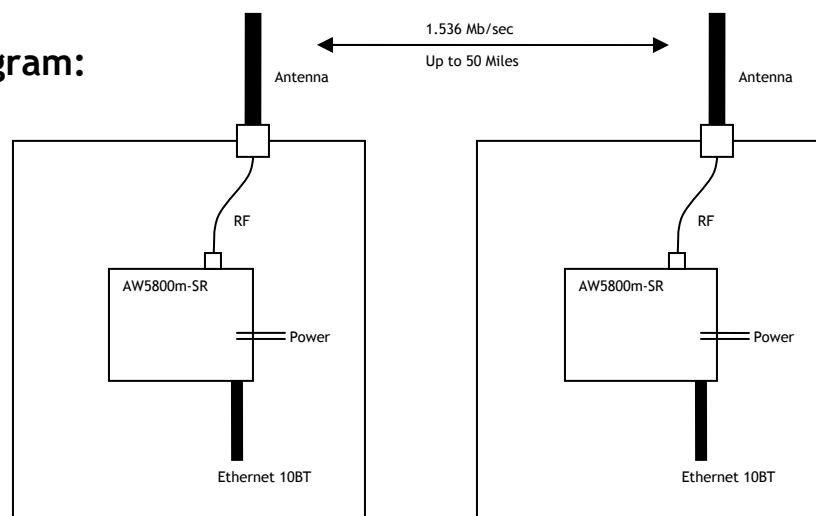 gram:
1.536 Mb/sec
Up to 50 Miles
Antenna
Antenna
RF
RF
AW5800m-SR
AW5800m-SR
Power
Power
Ethernet 10BT
Ethernet 10BT